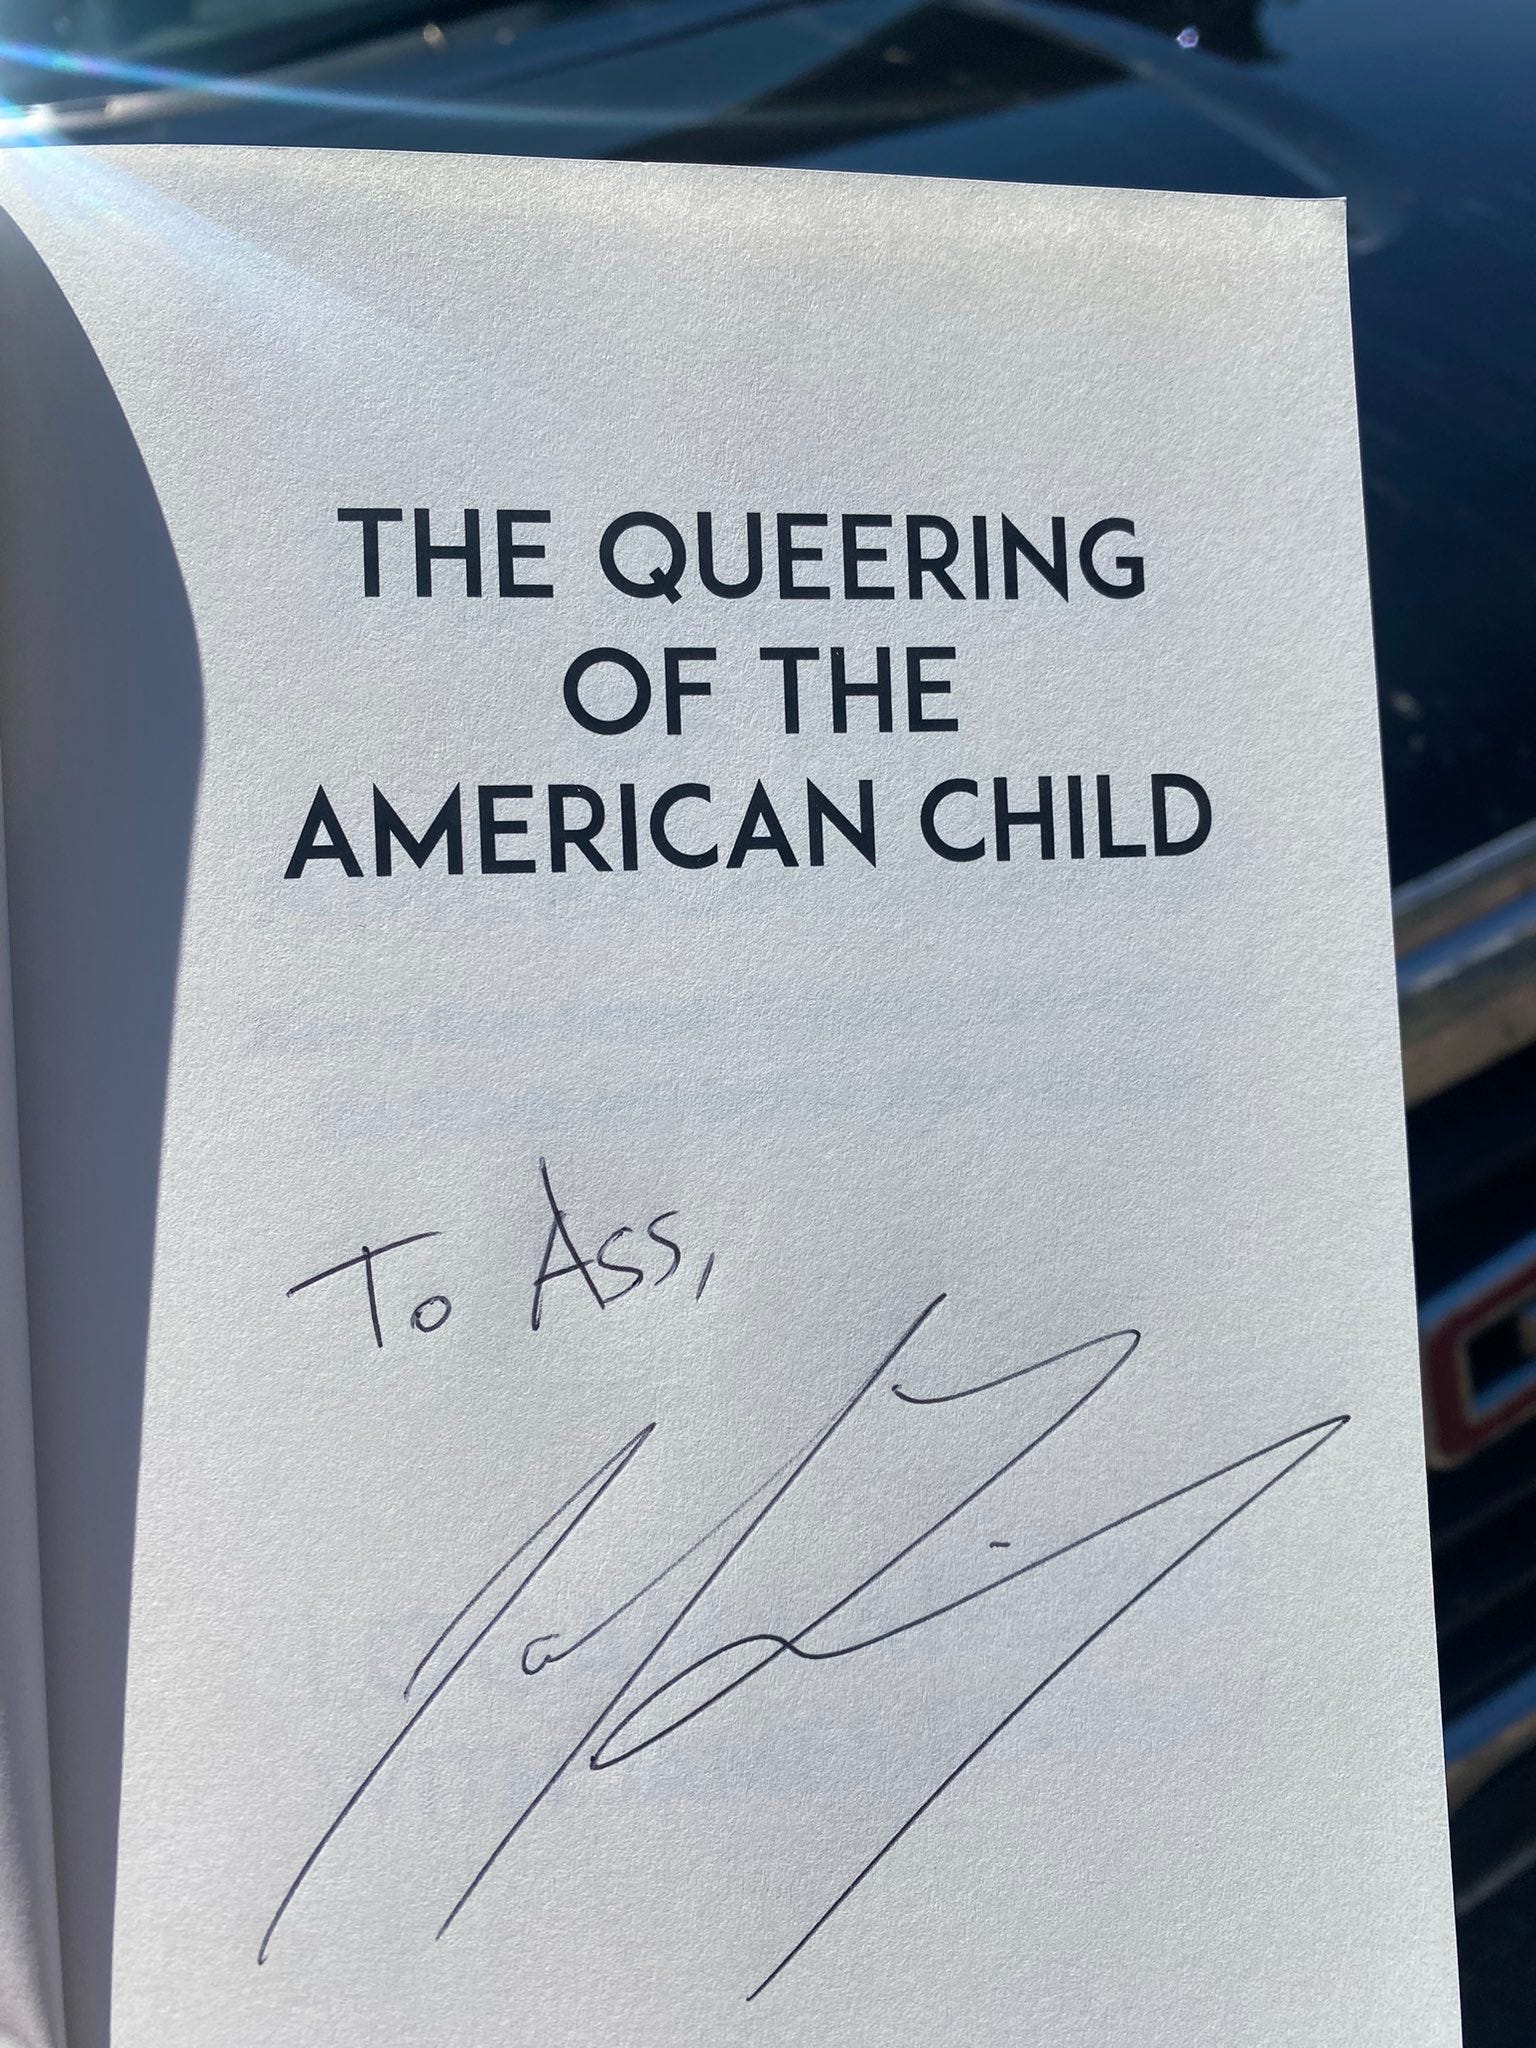 THE QUEERING
OF THE
AMERICAN CHILD
To Ass,